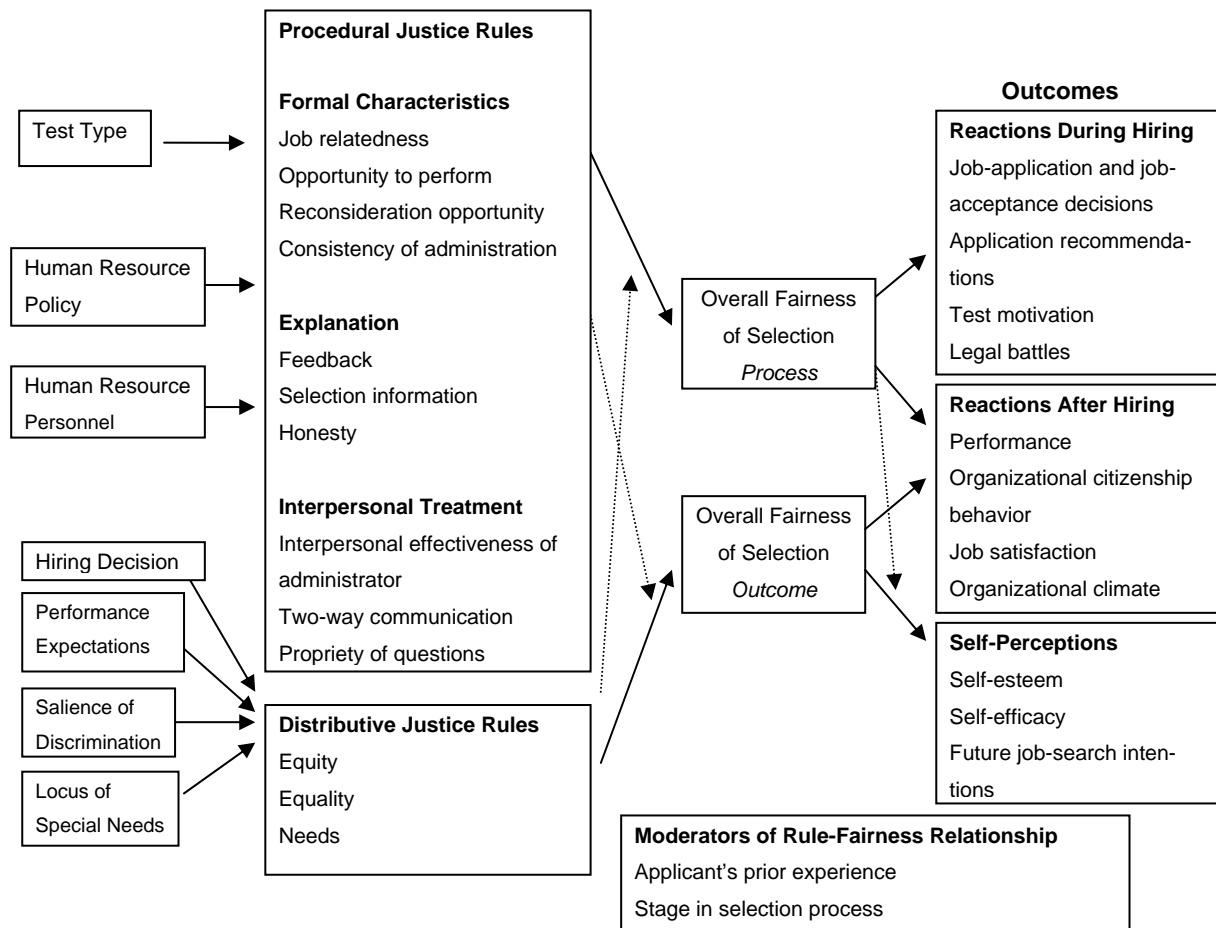 Test Type
Human Resource
Policy
Human Resource
Personnel
Hiring Decision
Performance
Expectations
Salience of
Discrimination
Locus of
Special Needs
Procedural Justice Rules
Formal Characteristics
Job relatedness
Opportunity to perform
Reconsideration opportunity
Consistency of administration
Explanation
Feedback
Selection information
Honesty
Interpersonal Treatment
Interpersonal effectiveness of
administrator
Two-way communication
Propriety of questions
Distributive Justice Rules
Equity
Equality
Needs
Overall Fairness
of Selection
Process
Overall Fairness
of Selection
Outcome
Outcomes
Reactions During Hiring
Job-application and job-
acceptance decisions
Application recommenda-
tions
Test motivation
Legal battles
Reactions After Hiring
Performance
Organizational citizenship
behavior
Job satisfaction
Organizational climate
Self-Perceptions
Self-esteem
Self-efficacy
Future job-search inten-
tions
Moderators of Rule-Fairness Relationship
Applicant's prior experience
Stage in selection process